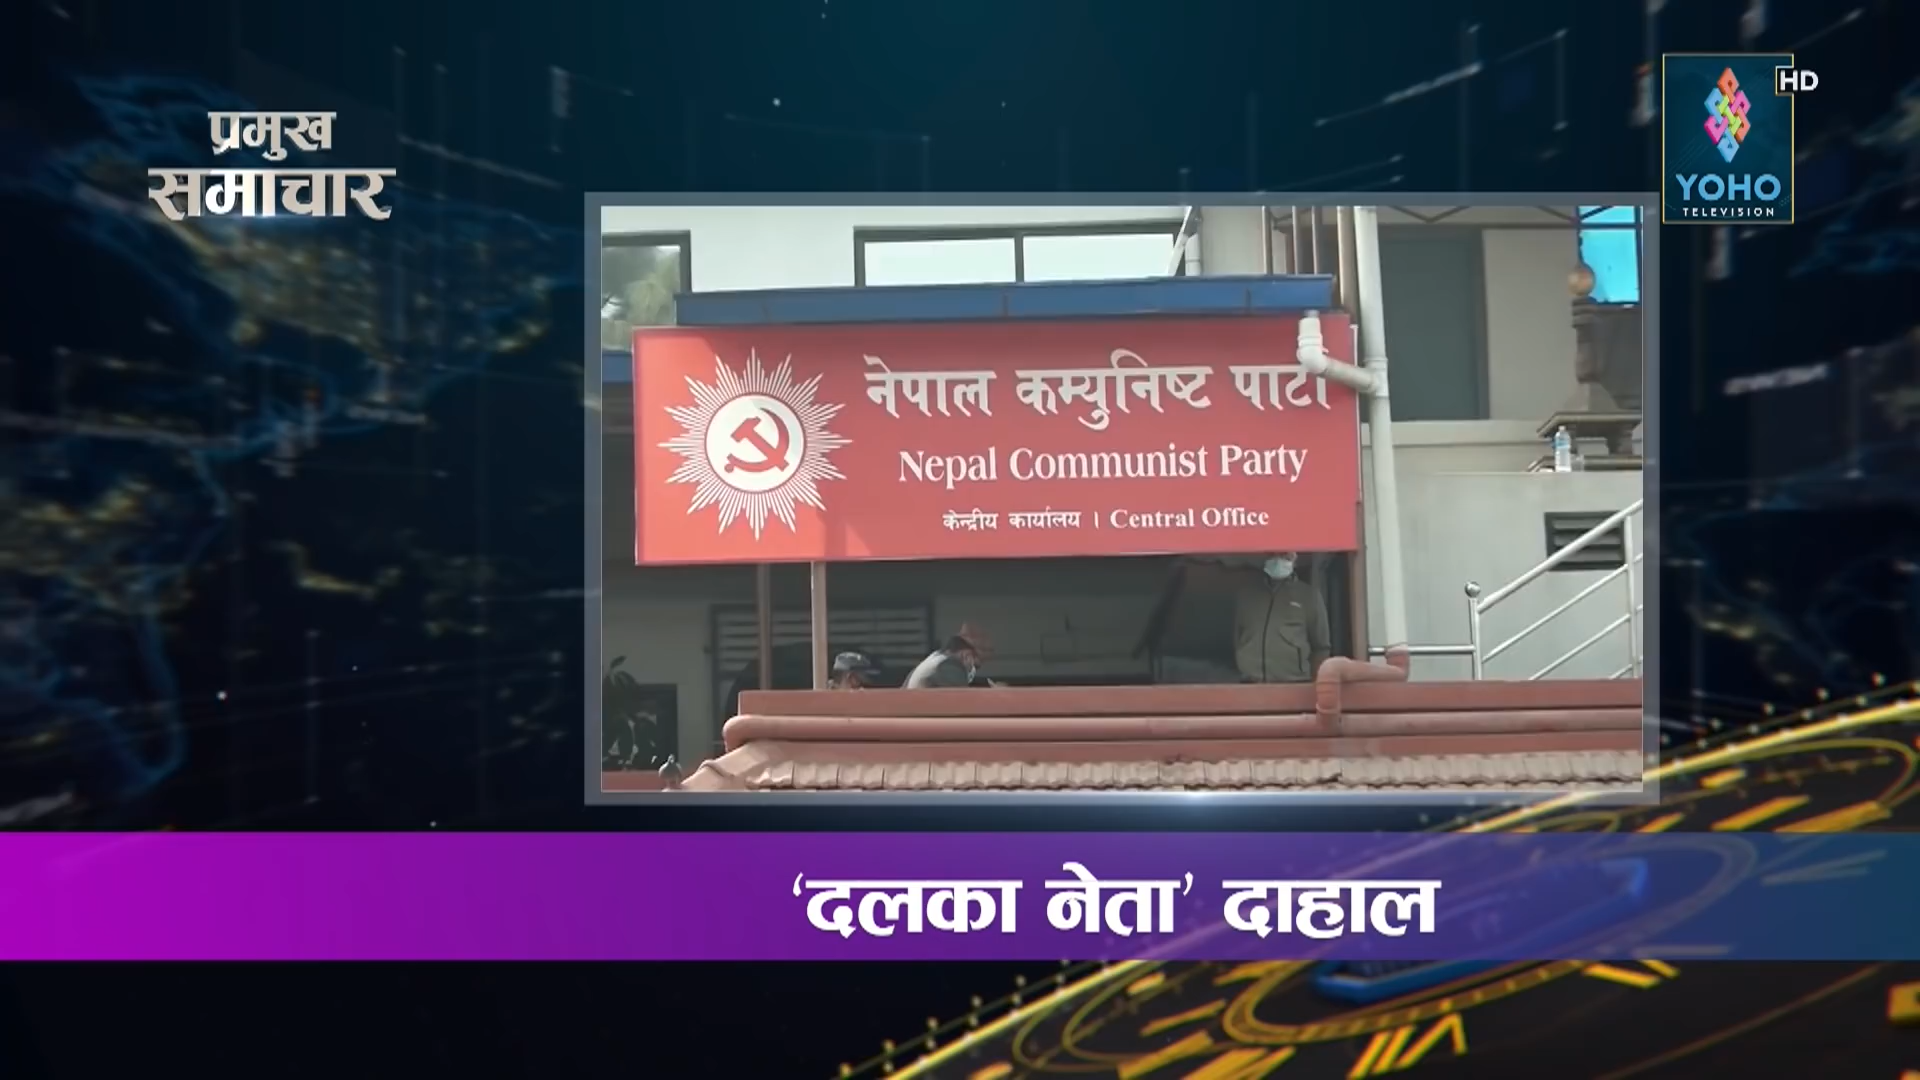 प्रमुख
समाचार
HD
YOHO
TELEVISION
नेपाल कम्युनिष्ट पार्टी
Nepal Communist Party
केन्द्रीय कार्यालय । Central Office
‘दलका नेता’ दाहाल